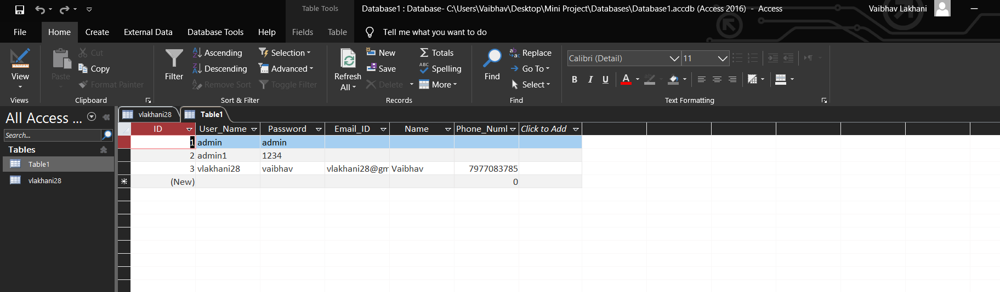 Table Tools
Database1 : Database- C:\Users\Vaibhav\Desktop\Mini Project\Databases\Database1.accdb (Access 2016) - Access
Vaibhav Lakhani
File Home Create External Data Database Tools Help Fields Table Tell me what you want to do
View
Views
Paste
Cut
Copy
Format Painter
Clipboard
Filter
Ascending
Descending
Remove Sort
Selection
Advanced
Toggle Filter
Sort & Filter
Refresh
All
New
Save
Delete
Totals
Spelling
More
Records
Find
Replace
Go To
Select
Find
Calibri (Detail) 11
B I U A
Text Formatting
All Access ...
Search...
Tables
Table1
vlakhani28
vlakhani28 Table1
ID User_Name Password Email_ID Name Phone_Numl Click to Add
1 admin admin
2 admin1 1234
3 vlakhani28 vaibhav vlakhani28@gm Vaibhav 7977083785
(New) 0